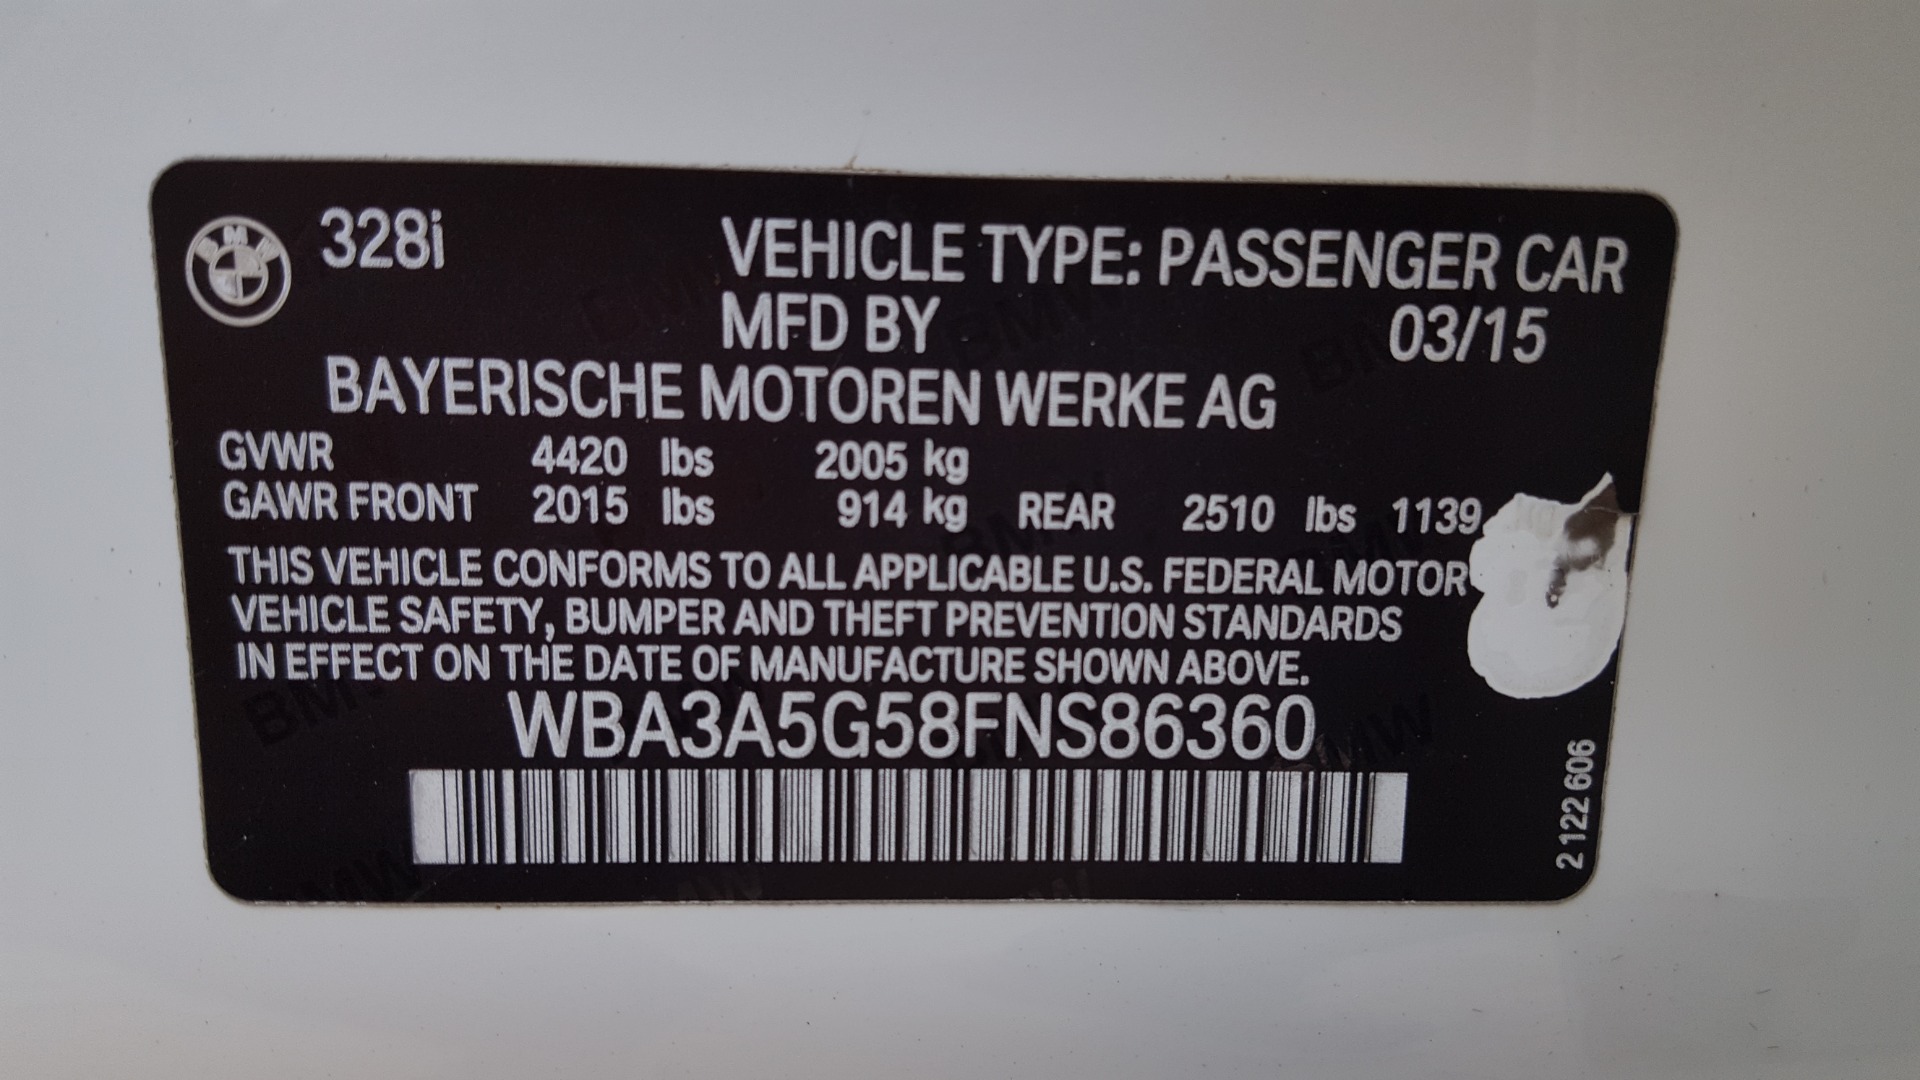 BMW 328i VEHICLE TYPE: PASSENGER CAR
MFD BY 03/15
BAYERISCHE MOTOREN WERKE AG
GVWR 4420 lbs 2005 kg
GAWR FRONT 2015 lbs 914 kg REAR 2510 lbs 1139
THIS VEHICLE CONFORMS TO ALL APPLICABLE U.S. FEDERAL MOTOR
VEHICLE SAFETY, BUMPER AND THEFT PREVENTION STANDARDS
IN EFFECT ON THE DATE OF MANUFACTURE SHOWN ABOVE.
WBA3A5G58FNS86360
2 122 606